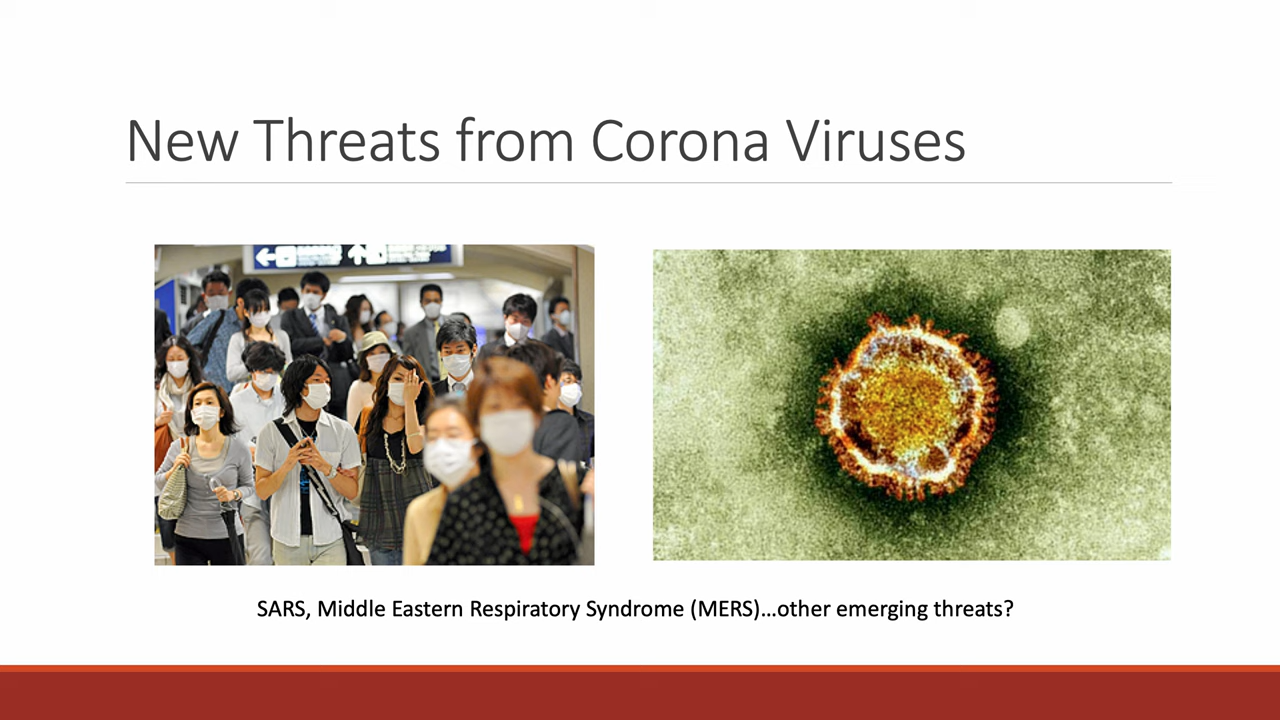 New Threats from Corona Viruses
SARS, Middle Eastern Respiratory Syndrome (MERS)...other emerging threats?